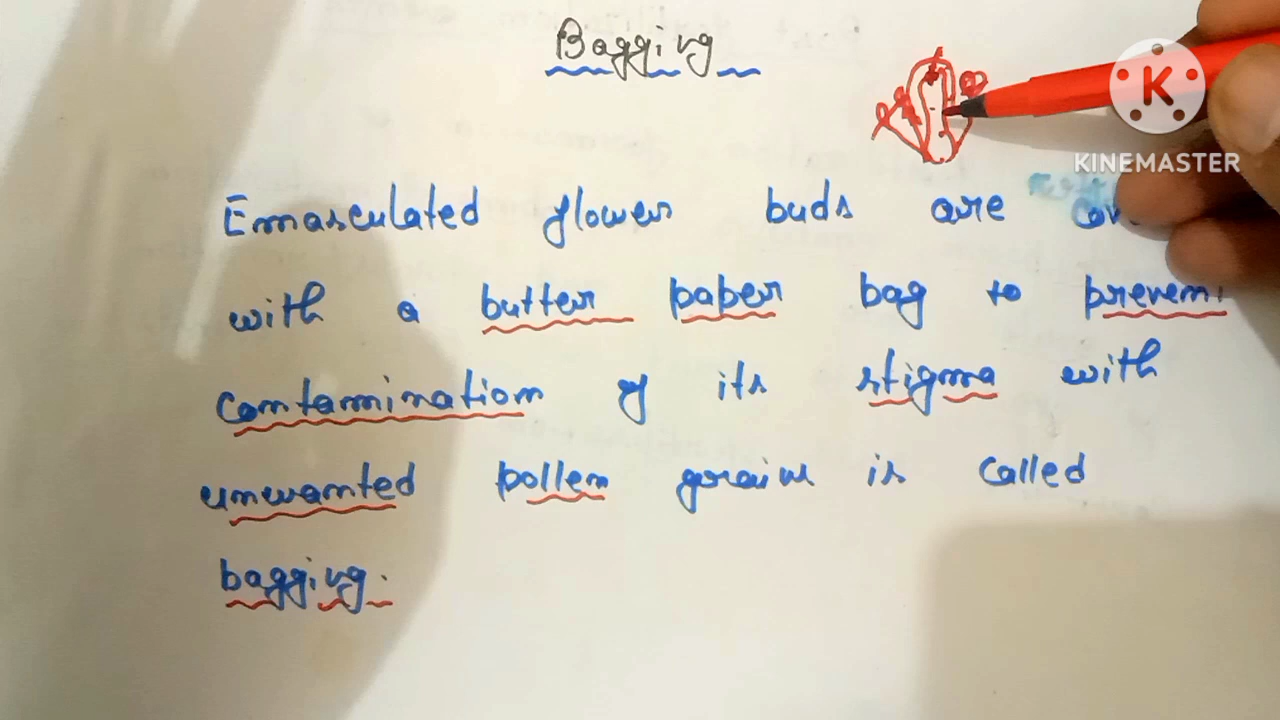 Bagging
K
KINEMASTER
Emasculated flower buds are
with a butter paper bag to prevent
contamination of its stigma with
unwanted pollen grains is called
bagging.